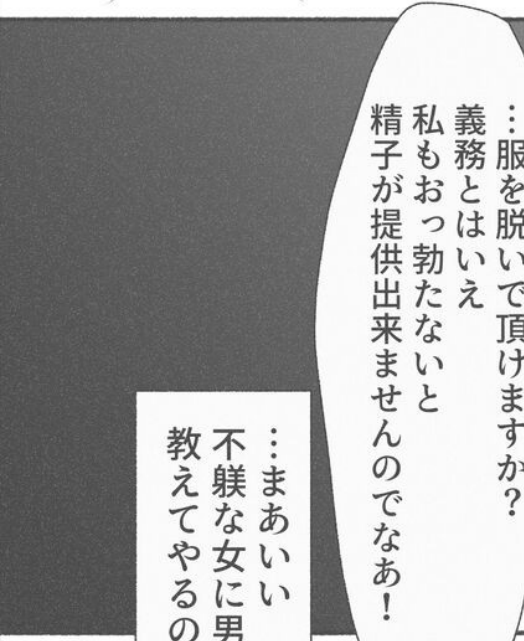 …服を脱いで頂けますか？
義務とはいえ
私もおっ勃たないと
精子が提供出来ませんのでなあ！
…まあいい
不躾な女に男
教えてやるの